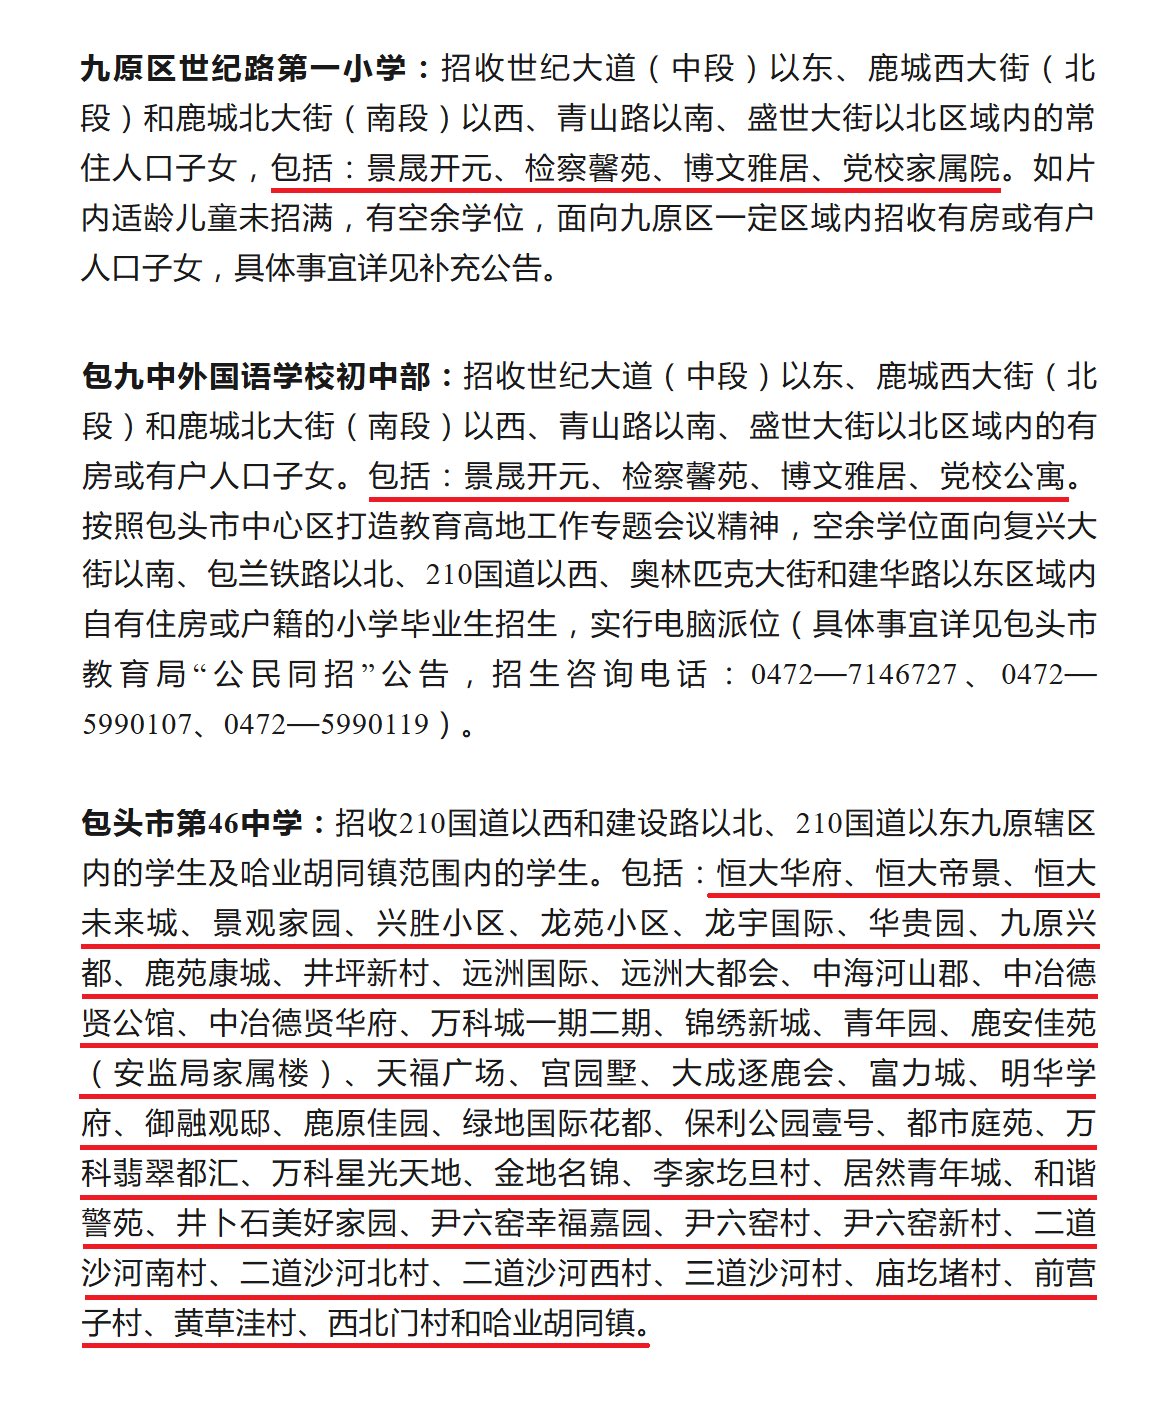 九原区世纪路第一小学：招收世纪大道（中段）以东、鹿城西大街（北
段）和鹿城北大街（南段）以西、青山路以南、盛世大街以北区域内的常
住人口子女，包括：景晟开元、检察馨苑、博文雅居、党校家属院。如片
内适龄儿童未招满，有空余学位，面向九原区一定区域内招收有房或有户
人口子女，具体事宜详见补充公告。
包九中外国语学校初中部：招收世纪大道（中段）以东、鹿城西大街（北
段）和鹿城北大街（南段）以西、青山路以南、盛世大街以北区域内的有
房或有户人口子女。包括：景晟开元、检察馨苑、博文雅居、党校公寓。
按照包头市中心区打造教育高地工作专题会议精神，空余学位面向复兴大
街以南、包兰铁路以北、210国道以西、奥林匹克大街和建华路以东区域内
自有住房或户籍的小学毕业生招生，实行电脑派位（具体事宜详见包头市
教育局“公民同招”公告，招生咨询电话：0472—7146727、0472—
5990107、0472—5990119）。
包头市第46中学：招收210国道以西和建设路以北、210国道以东九原辖区
内的学生及哈业胡同镇范围内的学生。包括：恒大华府、恒大帝景、恒大
未来城、景观家园、兴胜小区、龙苑小区、龙宇国际、华贵园、九原兴
都、鹿苑康城、井坪新村、远洲国际、远洲大都会、中海河山郡、中冶德
贤公馆、中冶德贤华府、万科城一期二期、锦绣新城、青年园、鹿安佳苑
（安监局家属楼）、天福广场、宫园墅、大成逐鹿会、富力城、明华学
府、御融观邸、鹿原佳园、绿地国际花都、保利公园壹号、都市庭苑、万
科翡翠都汇、万科星光天地、金地名锦、李家圪旦村、居然青年城、和谐
警苑、井卜石美好家园、尹六窑幸福嘉园、尹六窑村、尹六窑新村、二道
沙河南村、二道沙河北村、二道沙河西村、三道沙河村、庙圪堵村、前营
子村、黄草洼村、西北门村和哈业胡同镇。